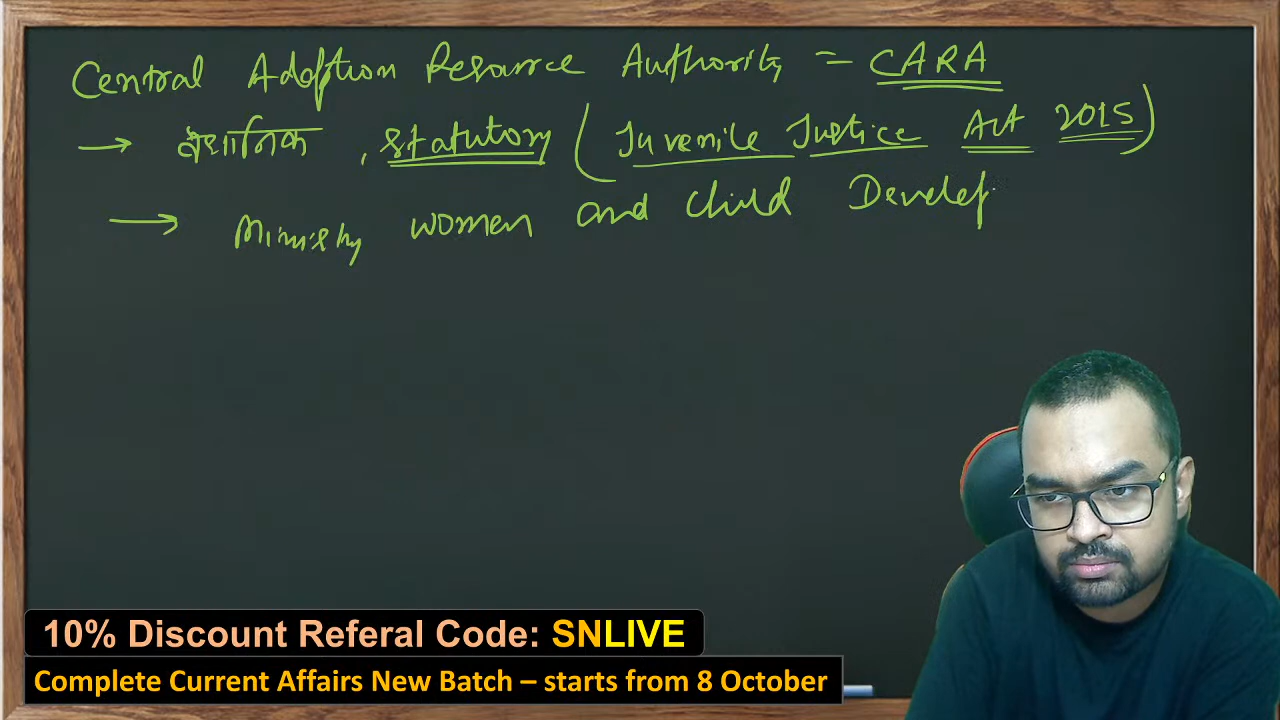 Central Adoption Resource Authority = CARA
→ वैधानिक, Statutory (Juvenile Justice Act 2015)
→ Ministry women and Child Develop
10% Discount Referal Code: SNLIVE
Complete Current Affairs New Batch – starts from 8 October